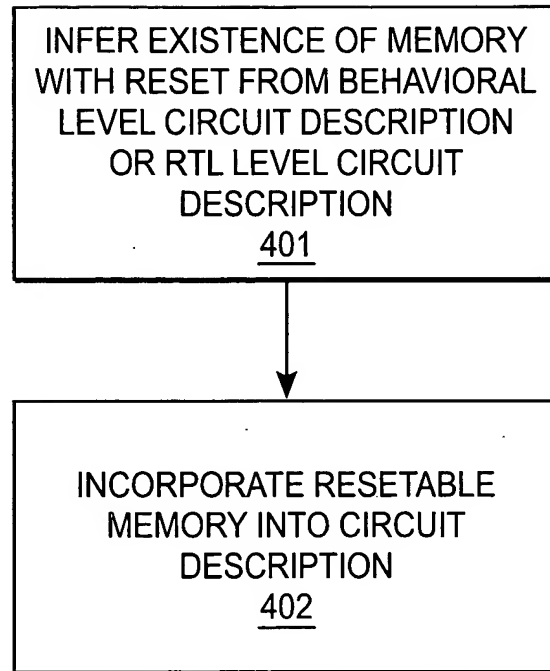 INFER EXISTENCE OF MEMORY
WITH RESET FROM BEHAVIORAL
LEVEL CIRCUIT DESCRIPTION
OR RTL LEVEL CIRCUIT
DESCRIPTION
401
INCORPORATE RESETABLE
MEMORY INTO CIRCUIT
DESCRIPTION
402